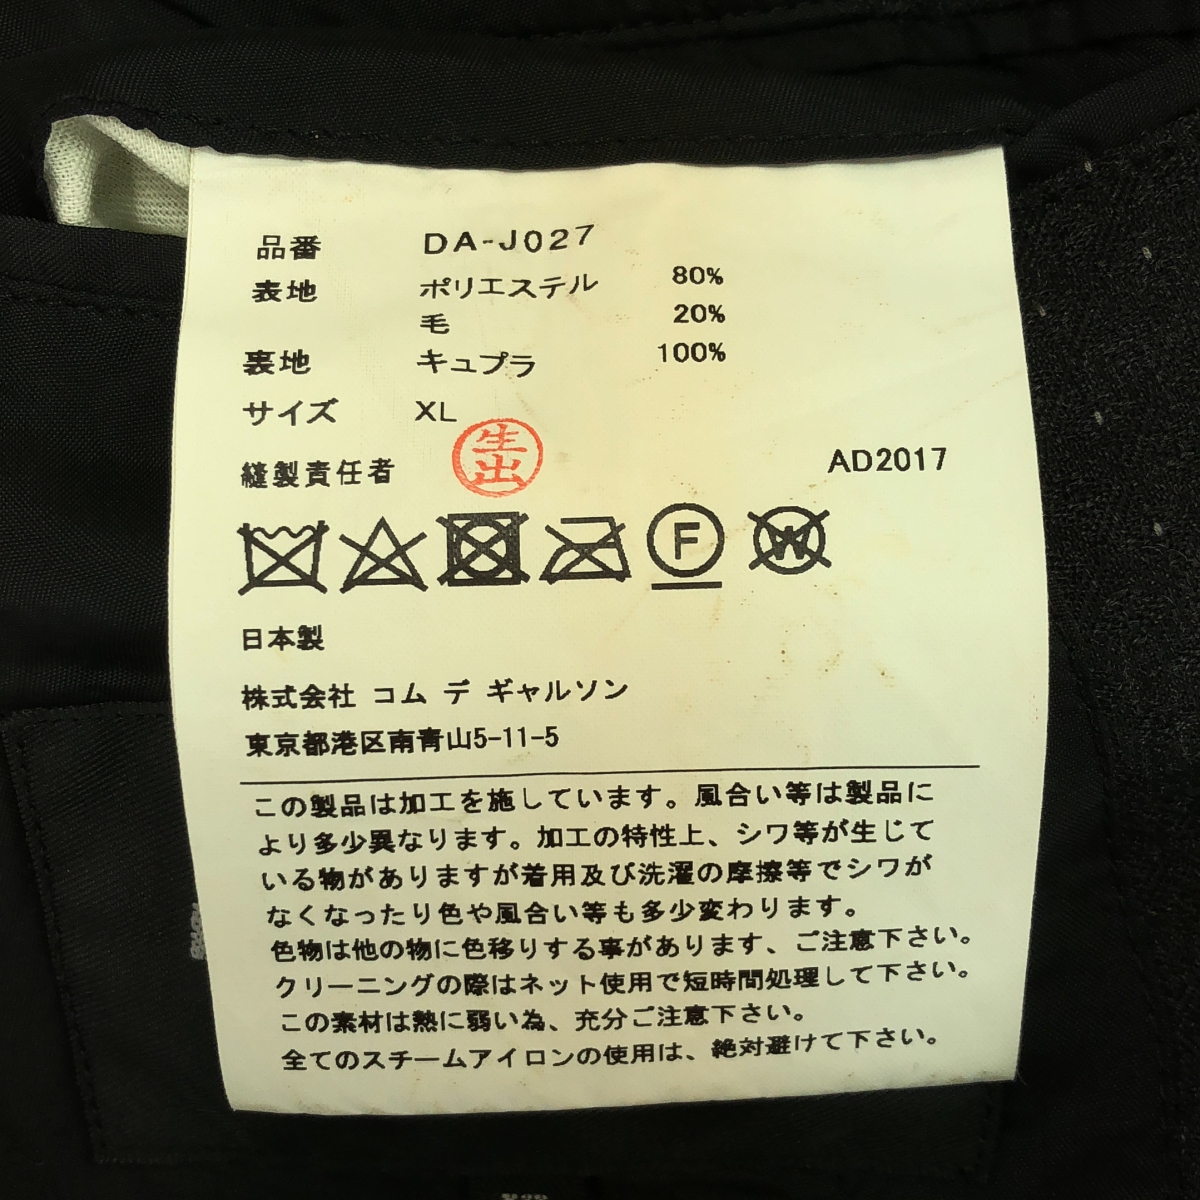 品番 DA-J027
表地 ポリエステル 80%
毛 20%
裏地 キュプラ 100%
サイズ XL
縫製責任者 生出 AD2017
F W
日本製
株式会社 コム デ ギャルソン
東京都港区南青山5-11-5
この製品は加工を施しています。風合い等は製品に
より多少異なります。加工の特性上、シワ等が生じて
いる物がありますが着用及び洗濯の摩擦等でシワが
なくなったり色や風合い等も多少変わります。
色物は他の物に色移りする事があります、ご注意下さい。
クリーニングの際はネット使用で短時間処理して下さい。
この素材は熱に弱い為、充分ご注意下さい。
全てのスチームアイロンの使用は、絶対避けて下さい。